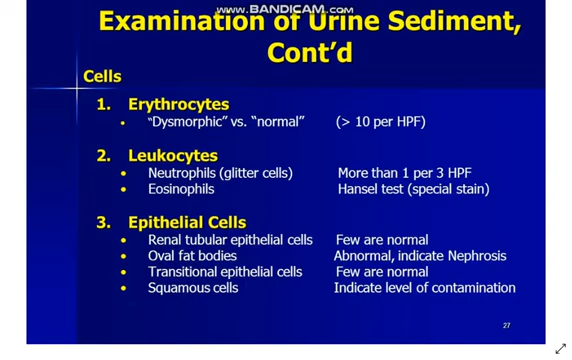 www.BANDICAM.com
Examination of Urine Sediment,
Cont’d
Cells
1. Erythrocytes
• “Dysmorphic” vs. “normal” (> 10 per HPF)
2. Leukocytes
• Neutrophils (glitter cells) More than 1 per 3 HPF
• Eosinophils Hansel test (special stain)
3. Epithelial Cells
• Renal tubular epithelial cells Few are normal
• Oval fat bodies Abnormal, indicate Nephrosis
• Transitional epithelial cells Few are normal
• Squamous cells Indicate level of contamination
27